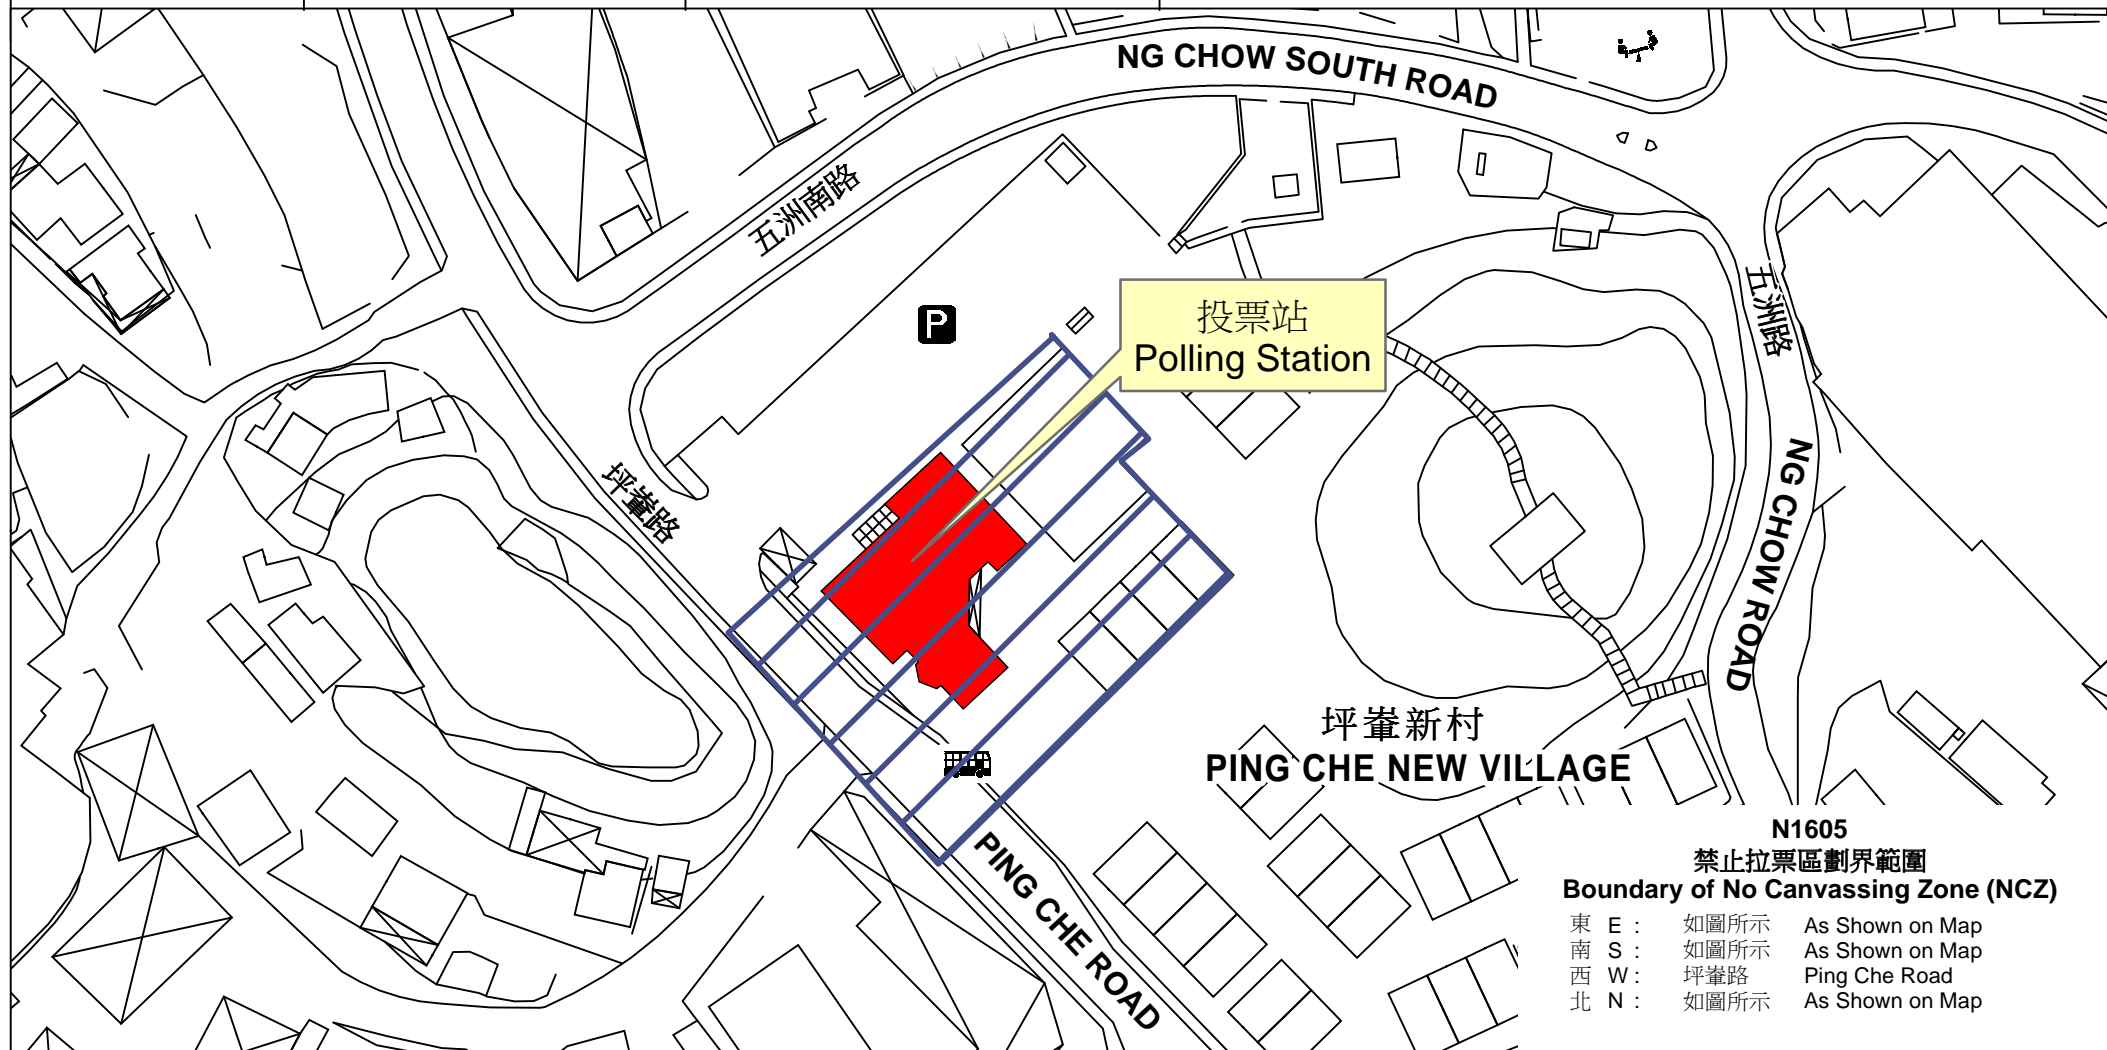 NG CHOW SOUTH ROAD
五洲南路
P
投票站
Polling Station
五洲路
NG CHOW ROAD
坪輋路
坪輋新村
PING CHE NEW VILLAGE
PING CHE ROAD
N1605
禁止拉票區劃界範圍
Boundary of No Canvassing Zone (NCZ)
東 E : 如圖所示 As Shown on Map
南 S : 如圖所示 As Shown on Map
西 W : 坪輋路 Ping Che Road
北 N : 如圖所示 As Shown on Map